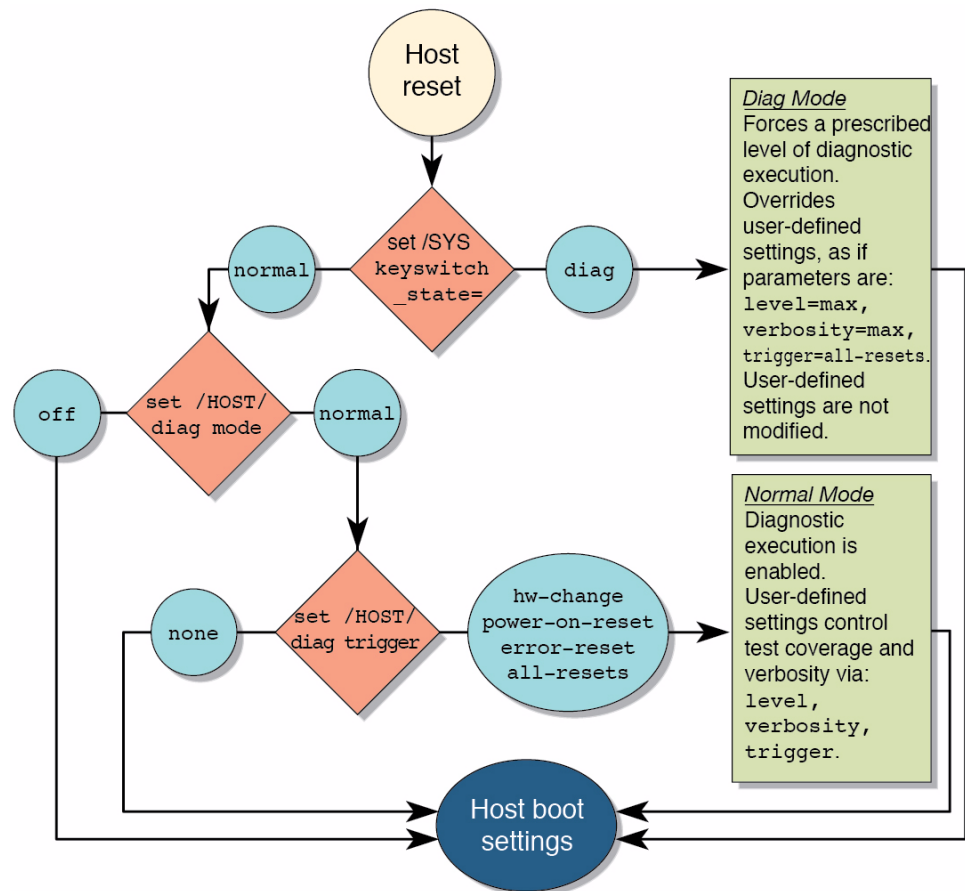 Host
reset
Diag Mode
Forces a prescribed
level of diagnostic
execution.
Overrides
user-defined
settings, as if
parameters are:
level=max,
verbosity=max,
trigger=all-resets.
User-defined
settings are not
modified.
normal
set /SYS
keyswitch
_state=
diag
off
set /HOST/
diag mode
normal
Normal Mode
Diagnostic
execution is
enabled.
User-defined
settings control
test coverage and
verbosity via:
level,
verbosity,
trigger.
none
set /HOST/
diag trigger
hw-change
power-on-reset
error-reset
all-resets
Host boot
settings